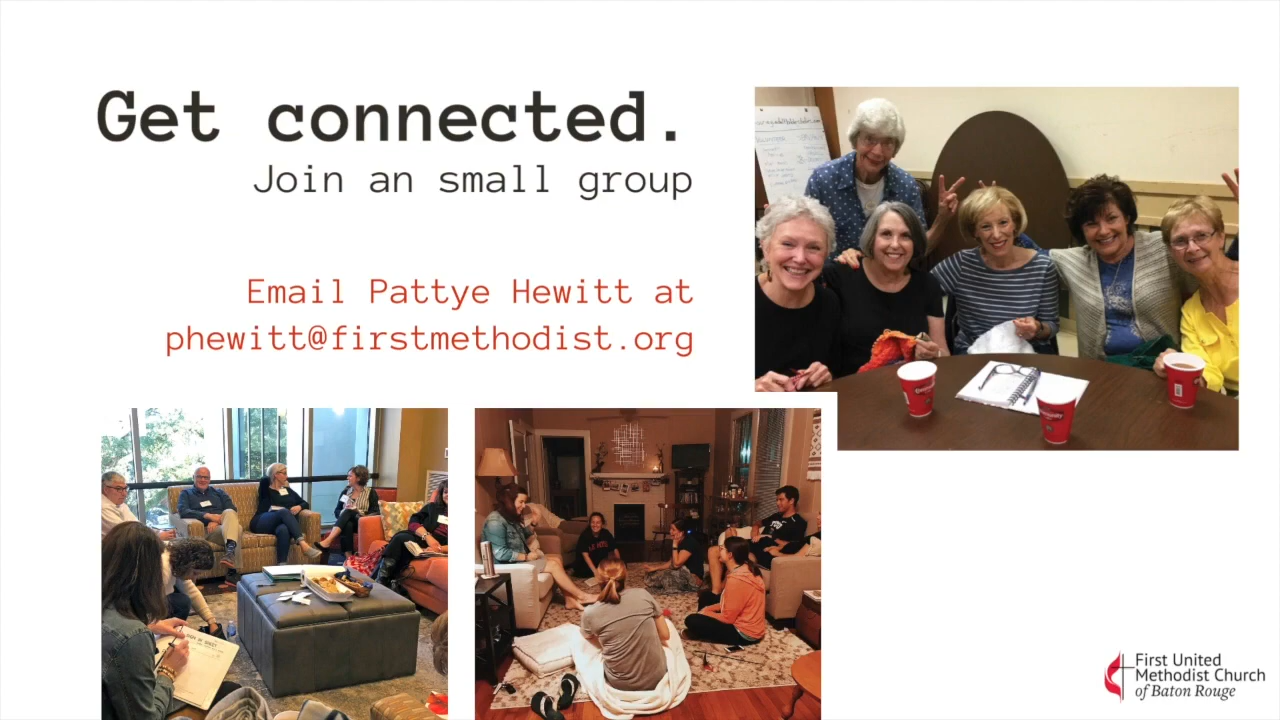 Get connected.
Join an small group
Email Pattye Hewitt at
phewitt@firstmethodist.org
First United
Methodist Church
of Baton Rouge